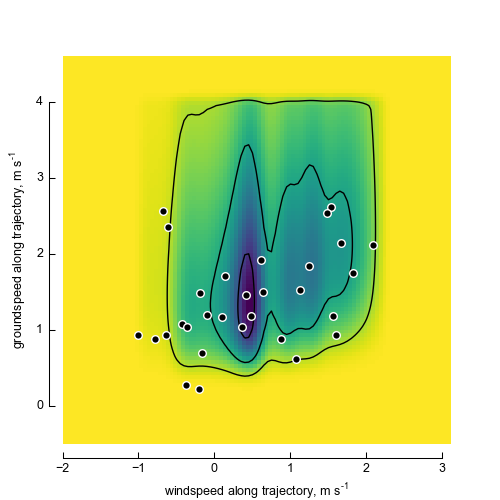 4
3
2
1
0
groundspeed along trajectory, m s⁻¹
−2 −1 0 1 2 3
windspeed along trajectory, m s⁻¹